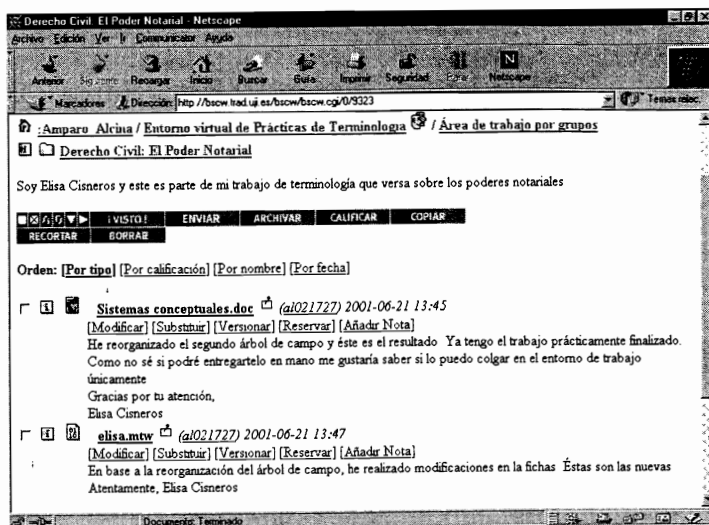 Derecho Civil. El Poder Notarial - Netscape
Archivo Edición Ver Ir Communicator Ayuda
Anterior Siguiente Recargar Inicio Buscar Guía Imprimir Seguridad Parar Netscape
Marcadores Dirección: http://bscw.trad.uji.es/bscw/bscw.cgi/0/9323 Temas relac.
:Amparo Alcina / Entorno virtual de Prácticas de Terminología / Área de trabajo por grupos
Derecho Civil: El Poder Notarial
Soy Elisa Cisneros y este es parte de mi trabajo de terminología que versa sobre los poderes notariales
¡VISTO! ENVIAR ARCHIVAR CALIFICAR COPIAR
RECORTAR BORRAR
Orden: [Por tipo] [Por calificación] [Por nombre] [Por fecha]
Sistemas conceptuales.doc (al021727) 2001-06-21 13:45
[Modificar] [Substituir] [Versionar] [Reservar] [Añadir Nota]
He reorganizado el segundo árbol de campo y éste es el resultado Ya tengo el trabajo prácticamente finalizado.
Como no sé si podré entregartelo en mano me gustaría saber si lo puedo colgar en el entorno de trabajo
únicamente
Gracias por tu atención,
Elisa Cisneros
elisa.mtw (al021727) 2001-06-21 13:47
[Modificar] [Substituir] [Versionar] [Reservar] [Añadir Nota]
En base a la reorganización del árbol de campo, he realizado modificaciones en la fichas Éstas son las nuevas
Atentamente, Elisa Cisneros
Documento: Terminado